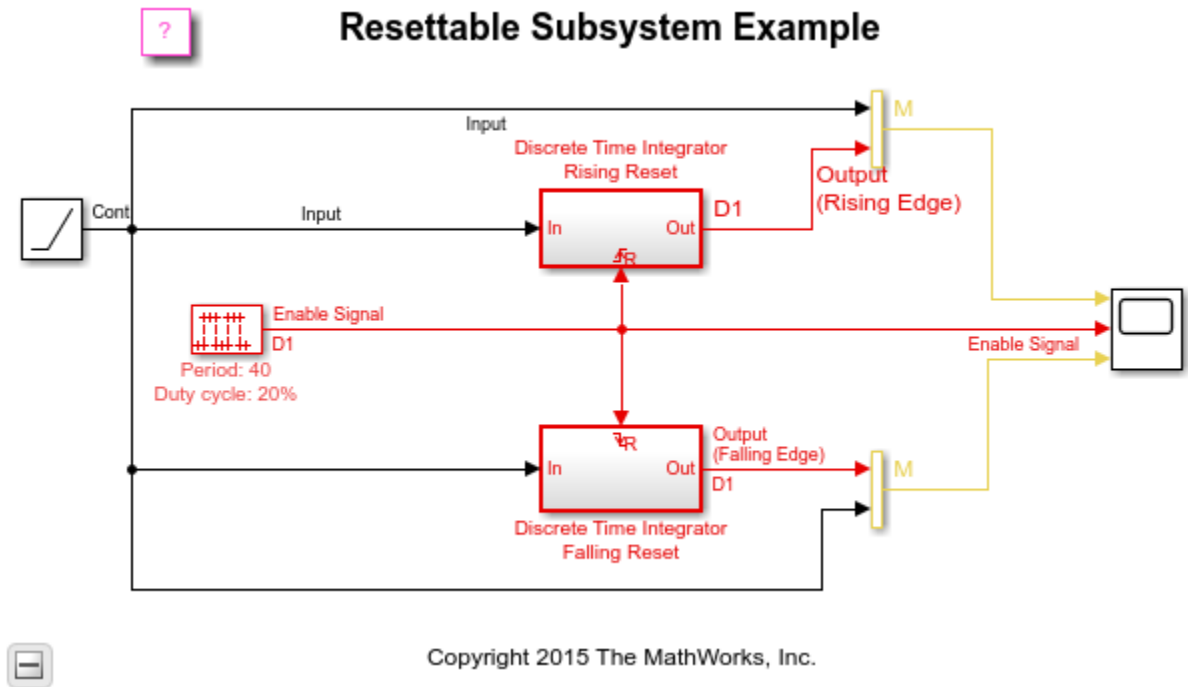 ?
Resettable Subsystem Example
Input
M
Discrete Time Integrator
Rising Reset
Output
(Rising Edge)
Cont
Input
In
Out
D1
R
Enable Signal
D1
Period: 40
Duty cycle: 20%
Enable Signal
R
In
Out
Output
(Falling Edge)
D1
M
Discrete Time Integrator
Falling Reset
Copyright 2015 The MathWorks, Inc.